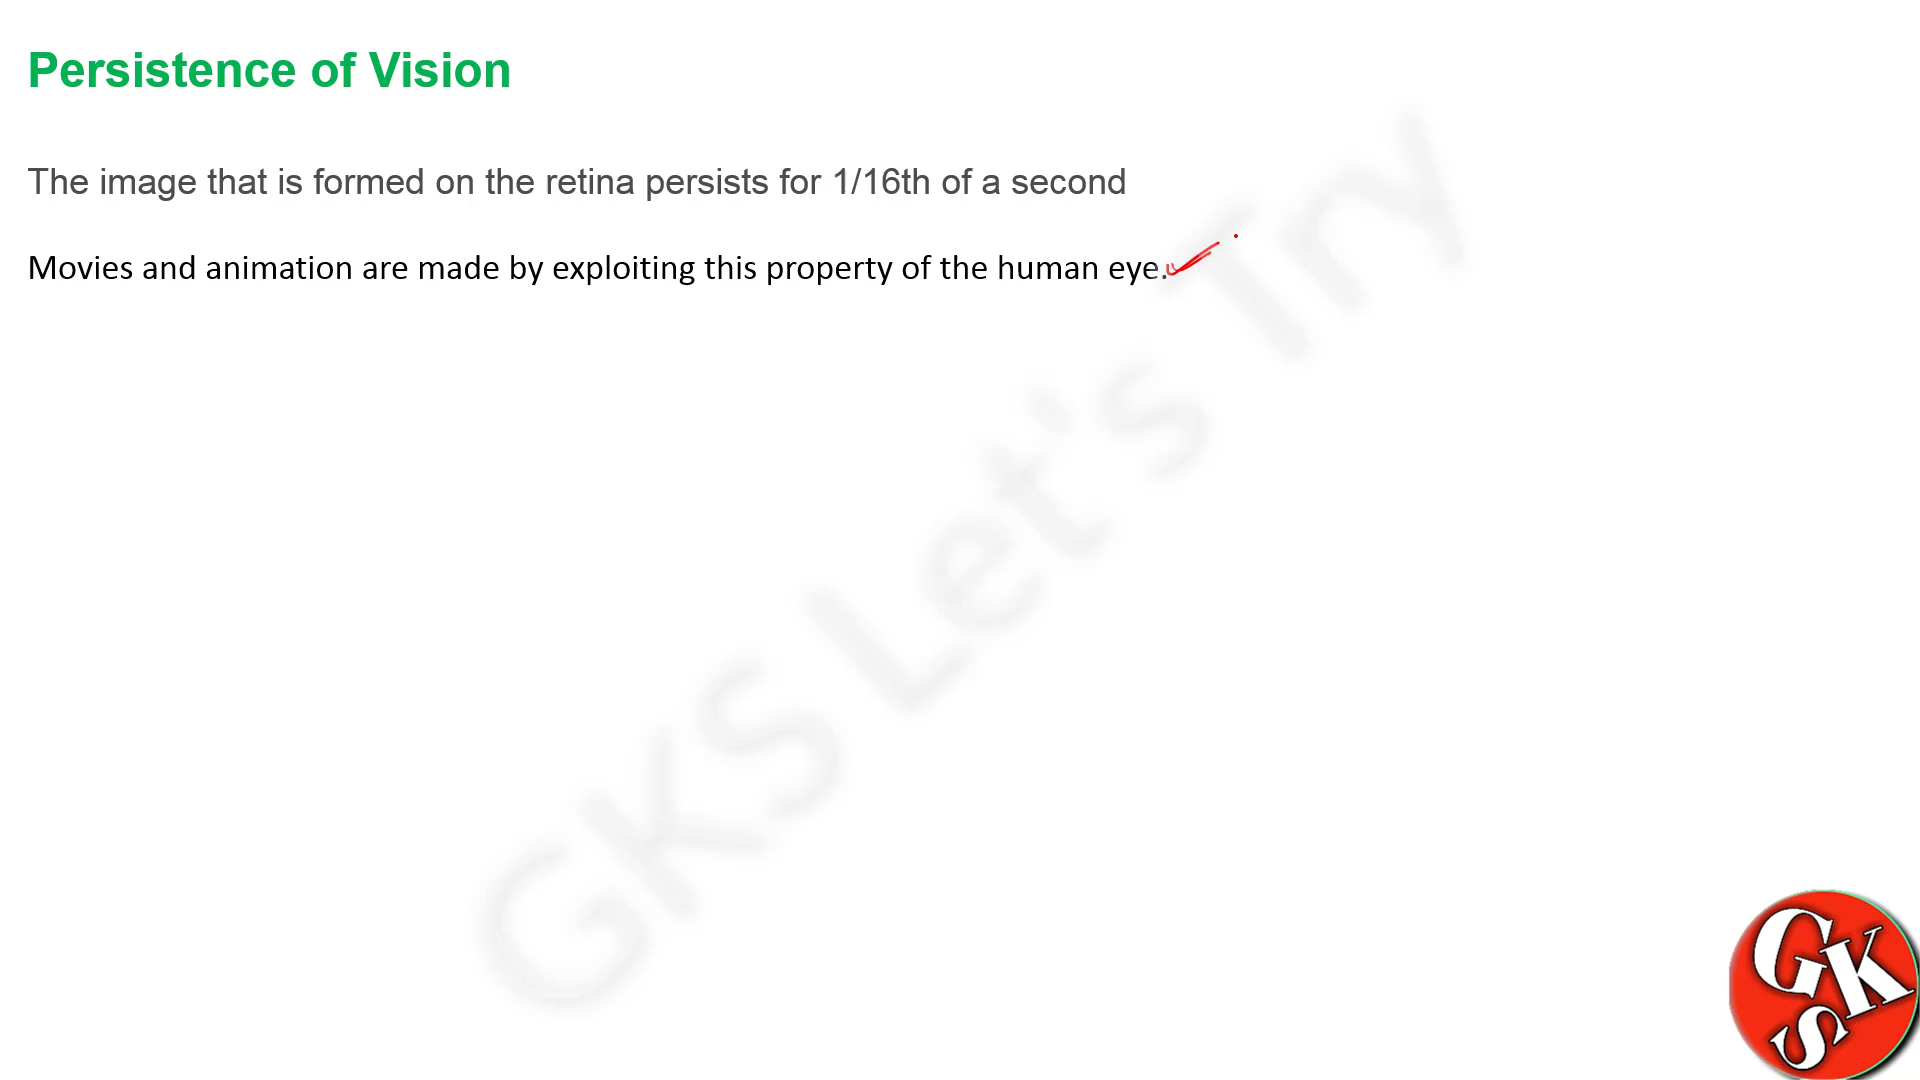 Persistence of Vision
The image that is formed on the retina persists for 1/16th of a second
Movies and animation are made by exploiting this property of the human eye.
GKS Let's Try
GKS